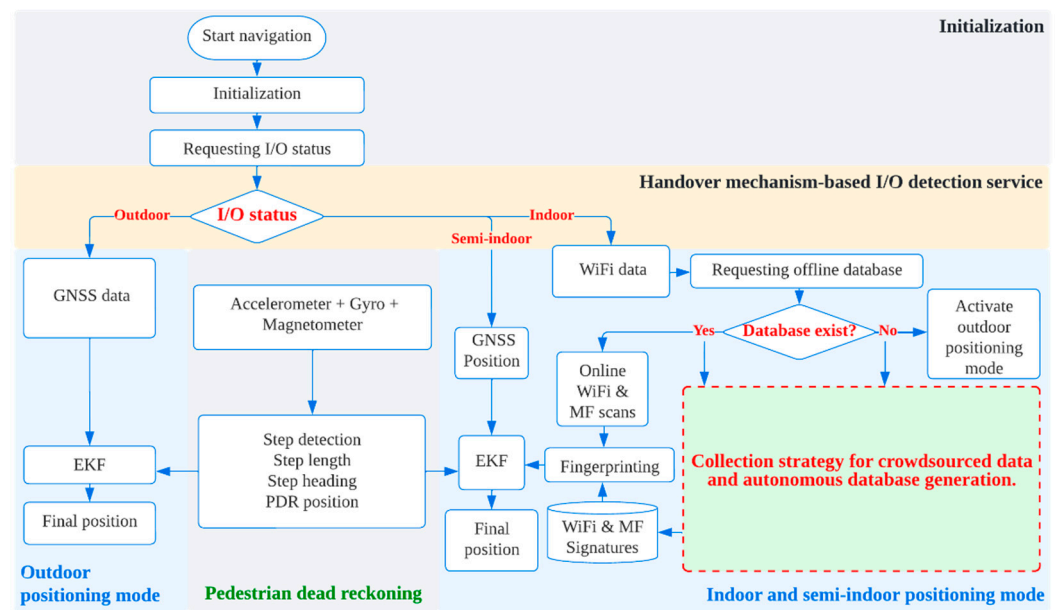 Start navigation
Initialization
Initialization
Requesting I/O status
Handover mechanism-based I/O detection service
I/O status
Outdoor
Semi-indoor
Indoor
GNSS data
Accelerometer + Gyro +
Magnetometer
GNSS
Position
WiFi data
Requesting offline database
Database exist?
Yes
No
Activate
outdoor
positioning
mode
Online
WiFi &
MF scans
Step detection
Step length
Step heading
PDR position
EKF
EKF
Fingerprinting
Collection strategy for crowdsourced data
and autonomous database generation.
Final position
Final
position
WiFi & MF
Signatures
Outdoor
positioning mode
Pedestrian dead reckoning
Indoor and semi-indoor positioning mode